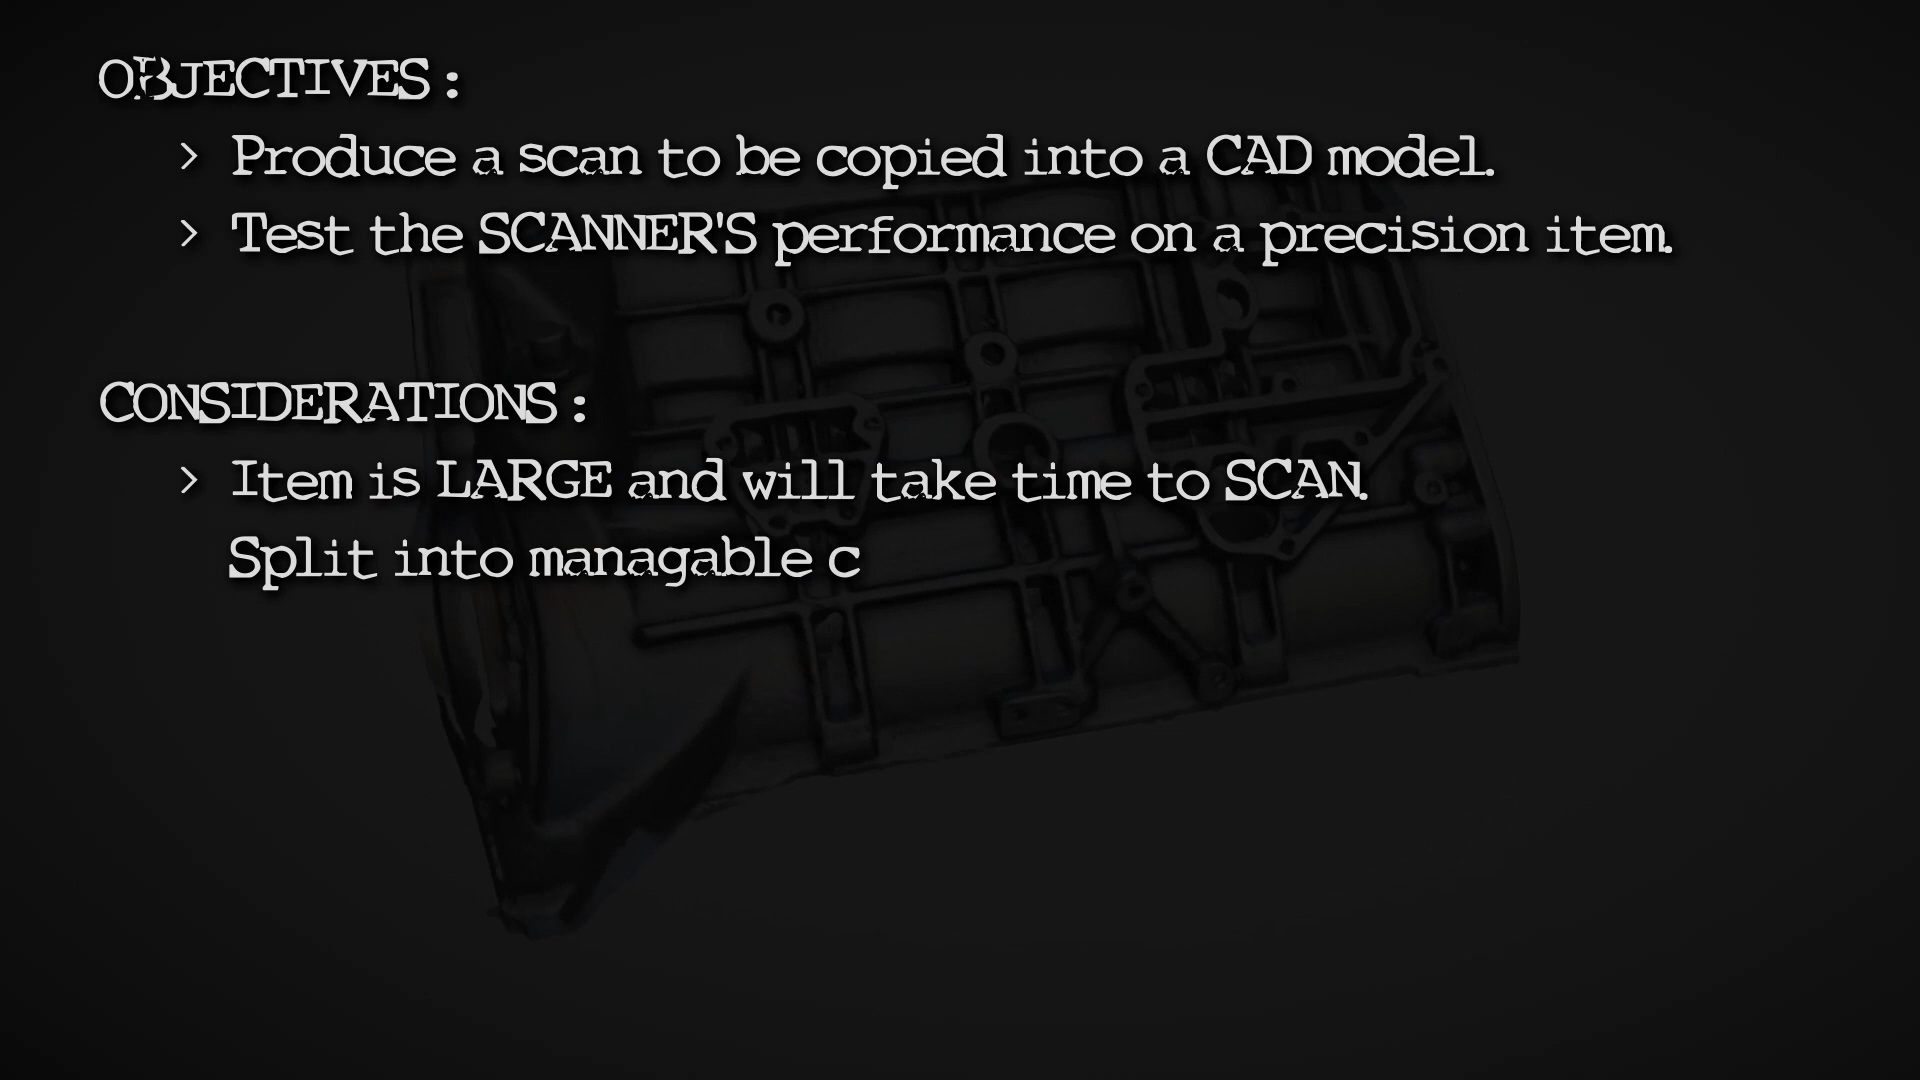 OBJECTIVES:
> Produce a scan to be copied into a CAD model.
> Test the SCANNER'S performance on a precision item.
CONSIDERATIONS:
> Item is LARGE and will take time to SCAN.
Split into managable c